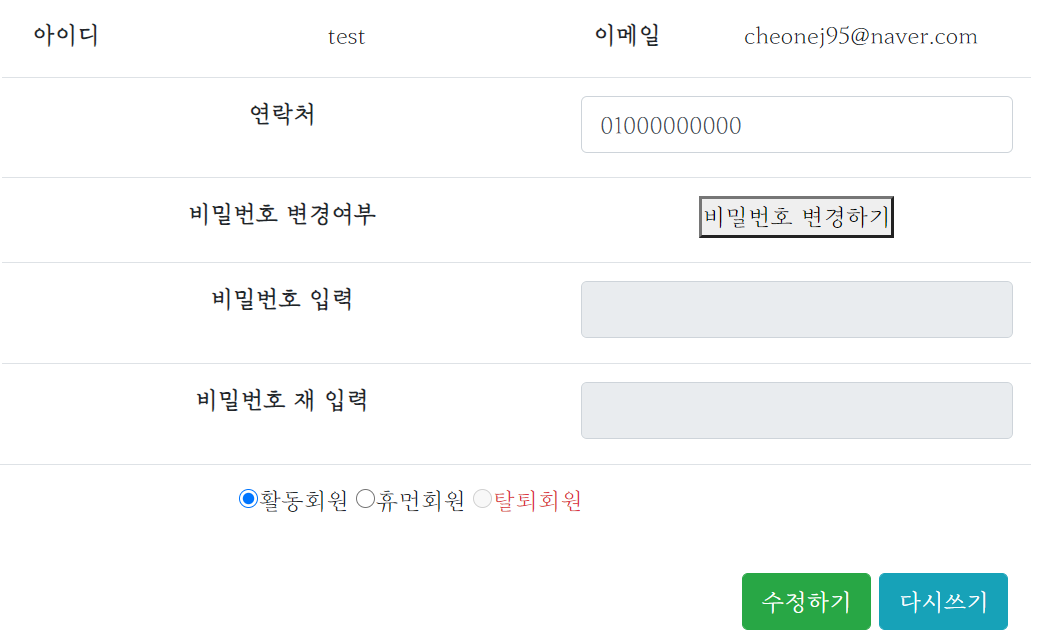 아이디 test 이메일 cheonej95@naver.com
연락처 01000000000
비밀번호 변경여부 비밀번호 변경하기
비밀번호 입력
비밀번호 재 입력
활동회원 휴먼회원 탈퇴회원
수정하기 다시쓰기